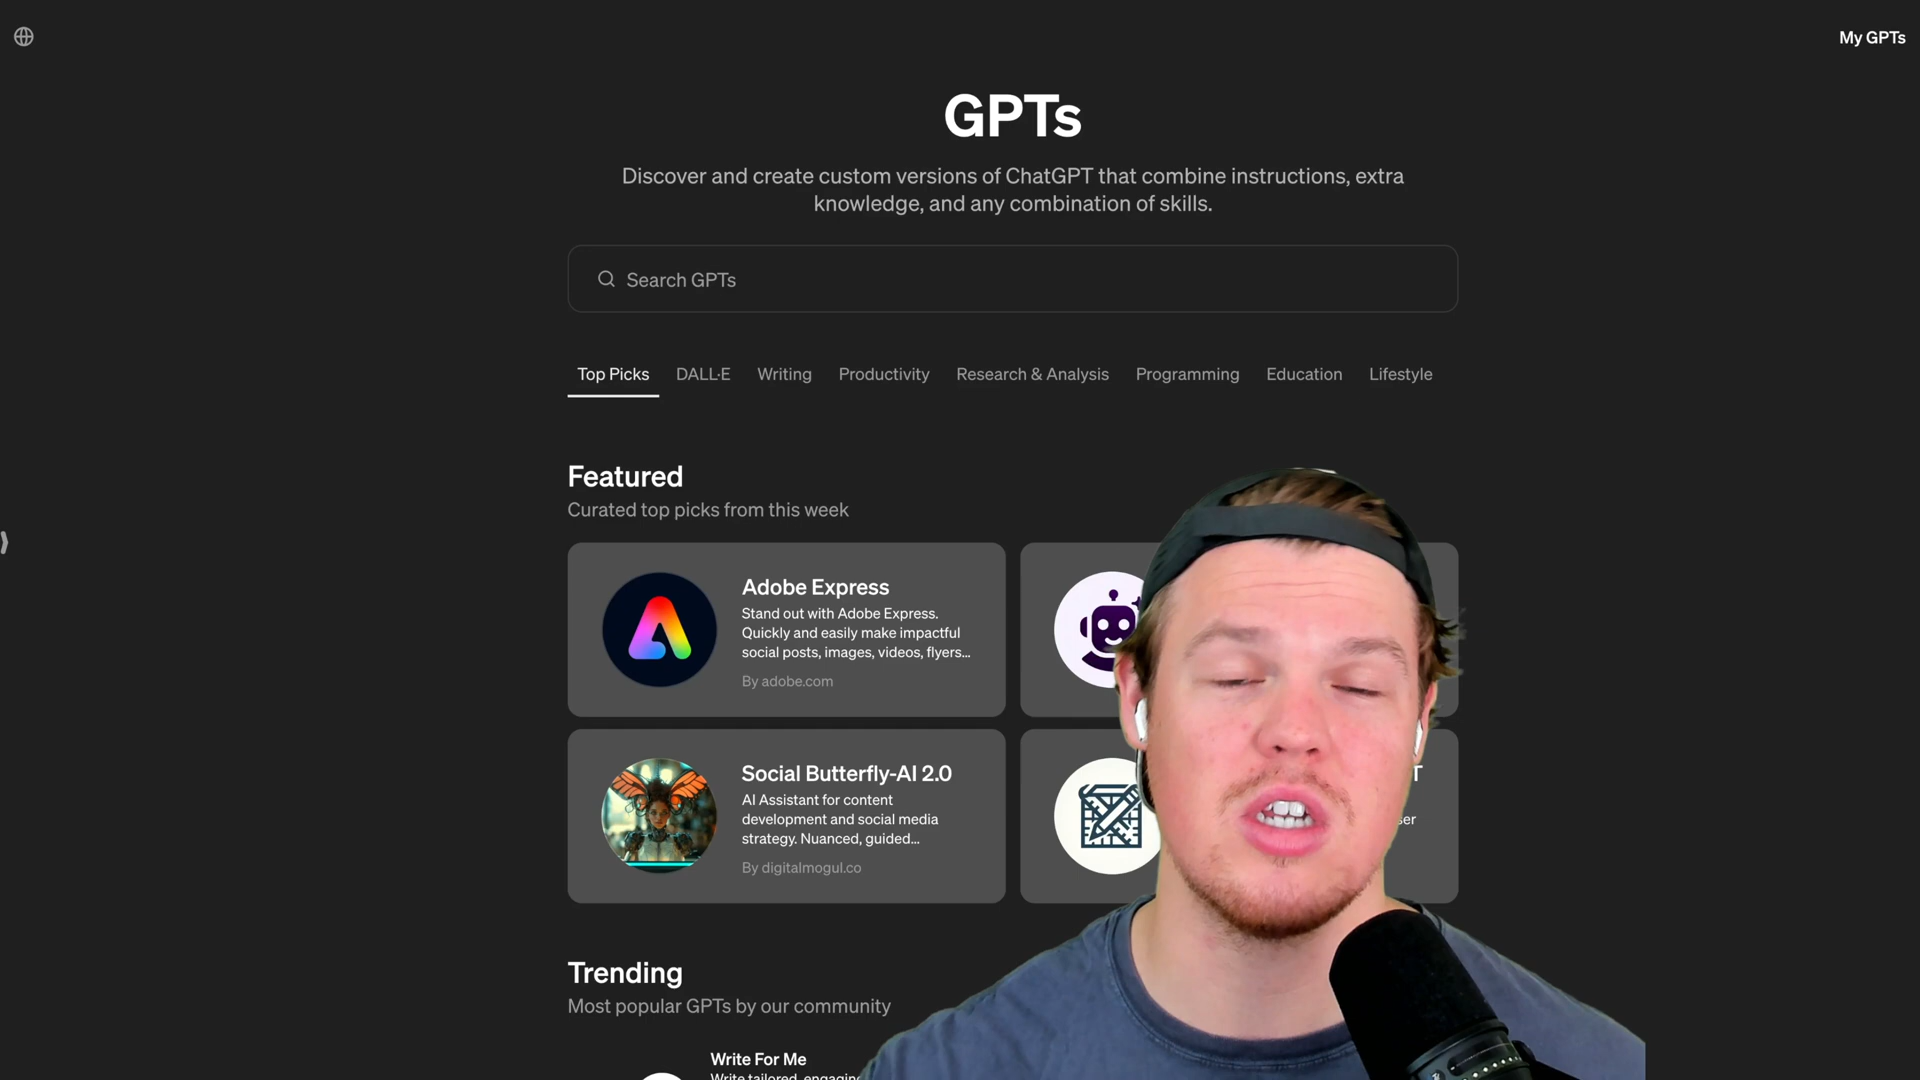 My GPTs
GPTs
Discover and create custom versions of ChatGPT that combine instructions, extra
knowledge, and any combination of skills.
Search GPTs
Top Picks
DALL·E
Writing
Productivity
Research & Analysis
Programming
Education
Lifestyle
Featured
Curated top picks from this week
Adobe Express
Stand out with Adobe Express.
Quickly and easily make impactful
social posts, images, videos, flyers...
By adobe.com
Social Butterfly-AI 2.0
AI Assistant for content
development and social media
strategy. Nuanced, guided...
By digitalmogul.co
Trending
Most popular GPTs by our community
Write For Me
Write tailored, engaging